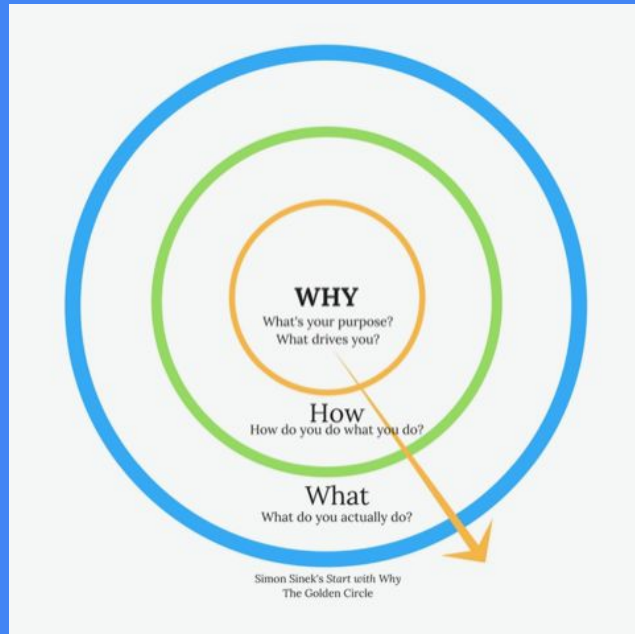 WHY
What's your purpose?
What drives you?
How
How do you do what you do?
What
What do you actually do?
Simon Sinek's Start with Why
The Golden Circle